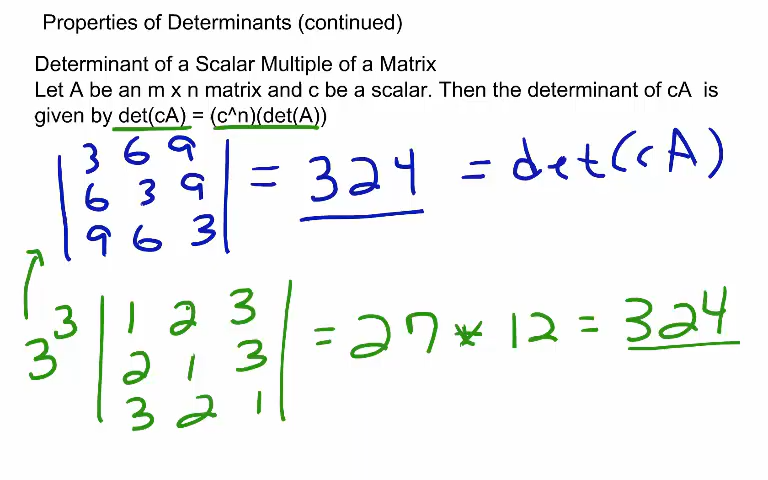 Properties of Determinants (continued)
Determinant of a Scalar Multiple of a Matrix
Let A be an m x n matrix and c be a scalar. Then the determinant of cA is
given by det(cA) = (c^n)(det(A))
| 3 6 9 |
| 6 3 9 | = 324 = det(cA)
| 9 6 3 |
3^3 | 1 2 3 |
| 2 1 3 | = 27 * 12 = 324
| 3 2 1 |